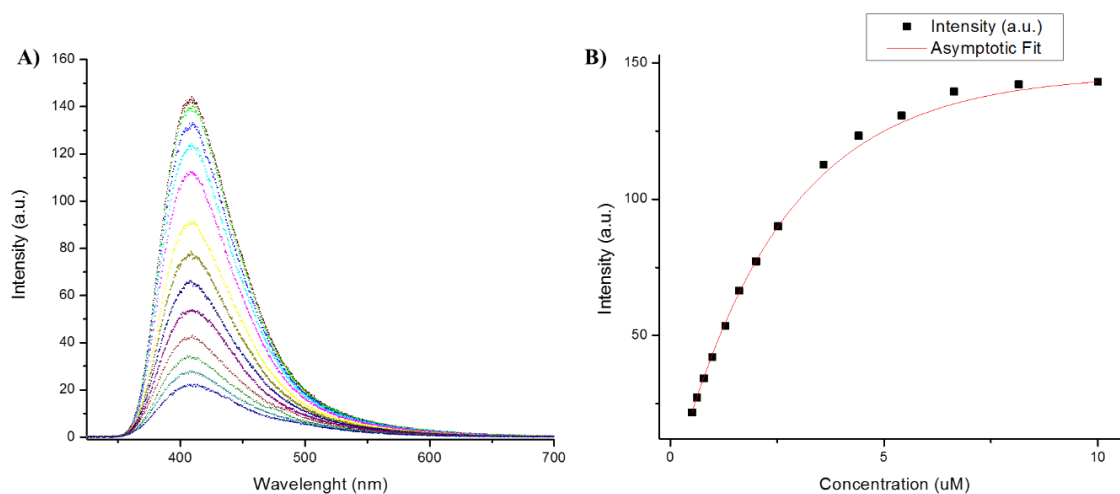 A)
160
140
120
100
80
60
40
20
0
Intensity (a.u.)
400
500
600
700
Wavelenght (nm)
B)
Intensity (a.u.)
Asymptotic Fit
150
100
50
Intensity (a.u.)
0
5
10
Concentration (uM)